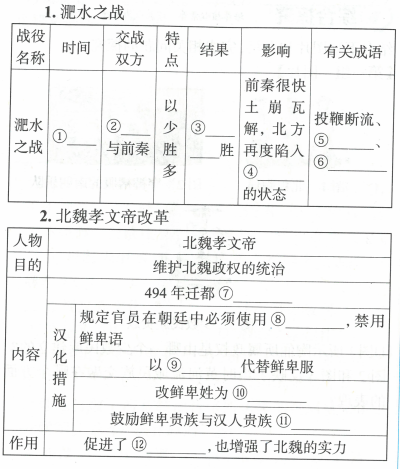 1. 淝水之战
战役名称 时间 交战双方 特点 结果 影响 有关成语
淝水之战 ①____ ②____与前秦 以少胜多 ③____ ____胜 前秦很快土崩瓦解，北方再度陷入④______的状态 投鞭断流、⑤______、⑥________
2. 北魏孝文帝改革
人物 北魏孝文帝
目的 维护北魏政权的统治
内容 494 年迁都 ⑦________
汉化措施 规定官员在朝廷中必须使用 ⑧________，禁用鲜卑语
以 ⑨________代替鲜卑服
改鲜卑姓为 ⑩________
鼓励鲜卑贵族与汉人贵族 ⑪________
作用 促进了 ⑫________，也增强了北魏的实力